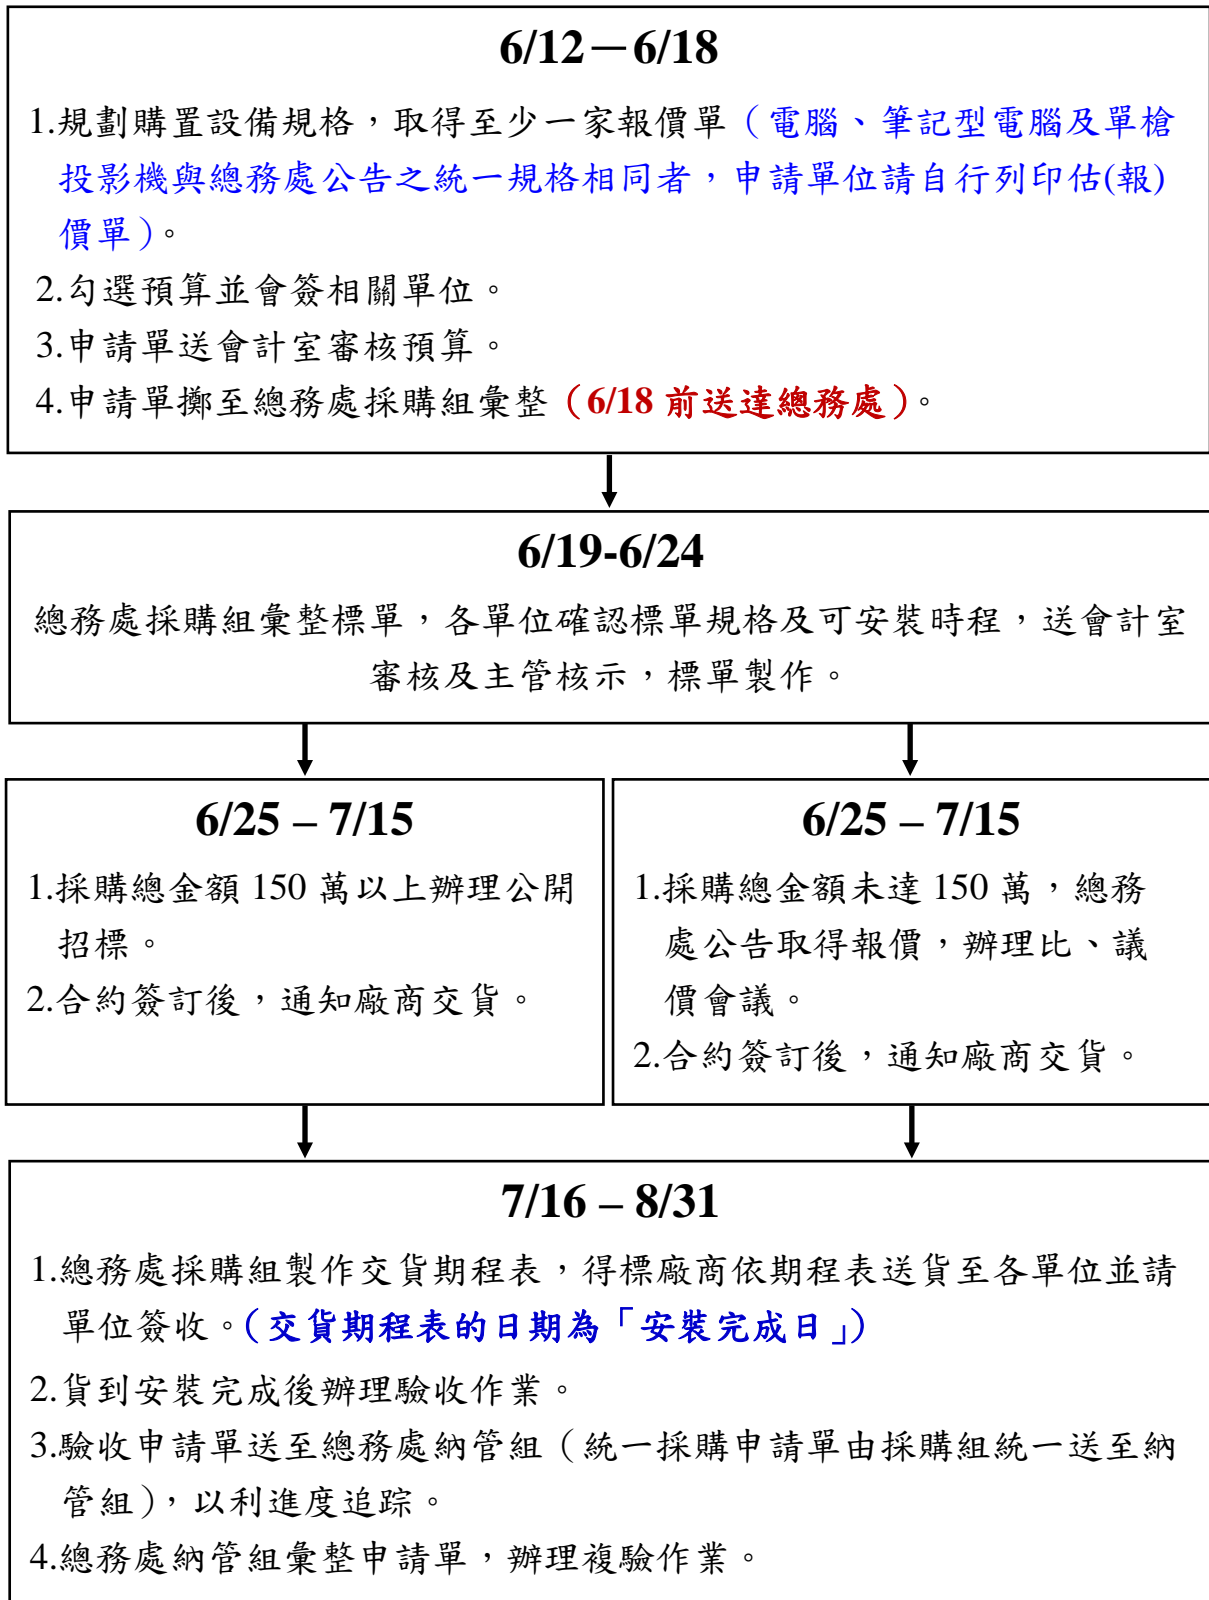 6/12－6/18
1.規劃購置設備規格，取得至少一家報價單（電腦、筆記型電腦及單槍
投影機與總務處公告之統一規格相同者，申請單位請自行列印估(報)
價單）。
2.勾選預算並會簽相關單位。
3.申請單送會計室審核預算。
4.申請單擲至總務處採購組彙整（6/18 前送達總務處）。
6/19-6/24
總務處採購組彙整標單，各單位確認標單規格及可安裝時程，送會計室
審核及主管核示，標單製作。
6/25 – 7/15
1.採購總金額 150 萬以上辦理公開
招標。
2.合約簽訂後，通知廠商交貨。
6/25 – 7/15
1.採購總金額未達 150 萬，總務
處公告取得報價，辦理比、議
價會議。
2.合約簽訂後，通知廠商交貨。
7/16 – 8/31
1.總務處採購組製作交貨期程表，得標廠商依期程表送貨至各單位並請
單位簽收。（交貨期程表的日期為「安裝完成日」）
2.貨到安裝完成後辦理驗收作業。
3.驗收申請單送至總務處納管組（統一採購申請單由採購組統一送至納
管組），以利進度追踪。
4.總務處納管組彙整申請單，辦理複驗作業。